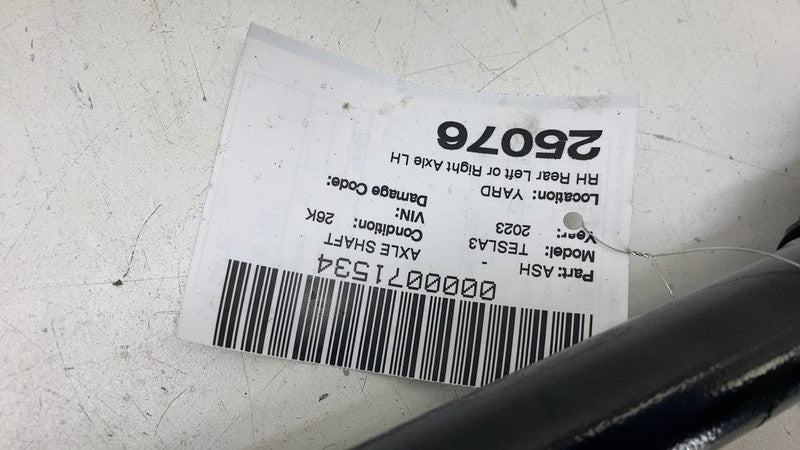 0000071534
Part: ASH - AXLE SHAFT
Model: TESLA3 Condition: 26K
Year: 2023 VIN:
Location: YARD Damage Code:
RH Rear Left or Right Axle LH
25076